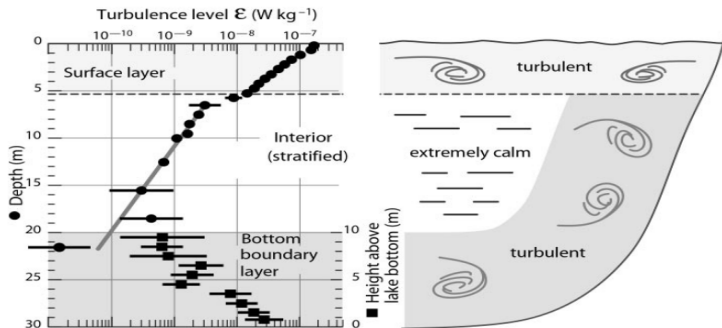 Turbulence level ε (W kg⁻¹)
10⁻¹⁰ 10⁻⁹ 10⁻⁸ 10⁻⁷
0
Surface layer
5
10
Interior
(stratified)
15
20
Bottom
boundary
layer
25
30
Depth (m)
10
5
0
Height above
lake bottom (m)
turbulent
extremely calm
turbulent